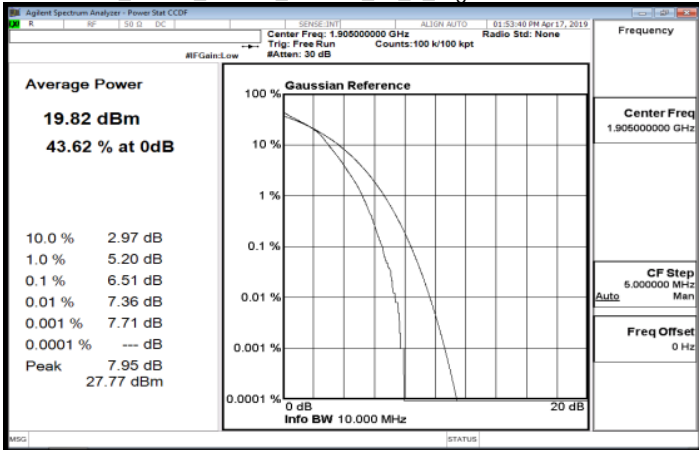 Agilent Spectrum Analyzer - Power Stat CCDF
R RF 50 Ω DC SENSE:INT ALIGN AUTO 01:53:40 PM Apr 17, 2019
Center Freq: 1.905000000 GHz Radio Std: None
Trig: Free Run Counts:100 k/100 kpt
#IFGain:Low #Atten: 30 dB
Frequency
Average Power
19.82 dBm
43.62 % at 0dB
10.0 % 2.97 dB
1.0 % 5.20 dB
0.1 % 6.51 dB
0.01 % 7.36 dB
0.001 % 7.71 dB
0.0001 % --- dB
Peak 7.95 dB
27.77 dBm
Gaussian Reference
100 %
10 %
1 %
0.1 %
0.01 %
0.001 %
0.0001 %
0 dB 20 dB
Info BW 10.000 MHz
Center Freq
1.905000000 GHz
CF Step
5.000000 MHz
Auto Man
Freq Offset
0 Hz
MSG STATUS